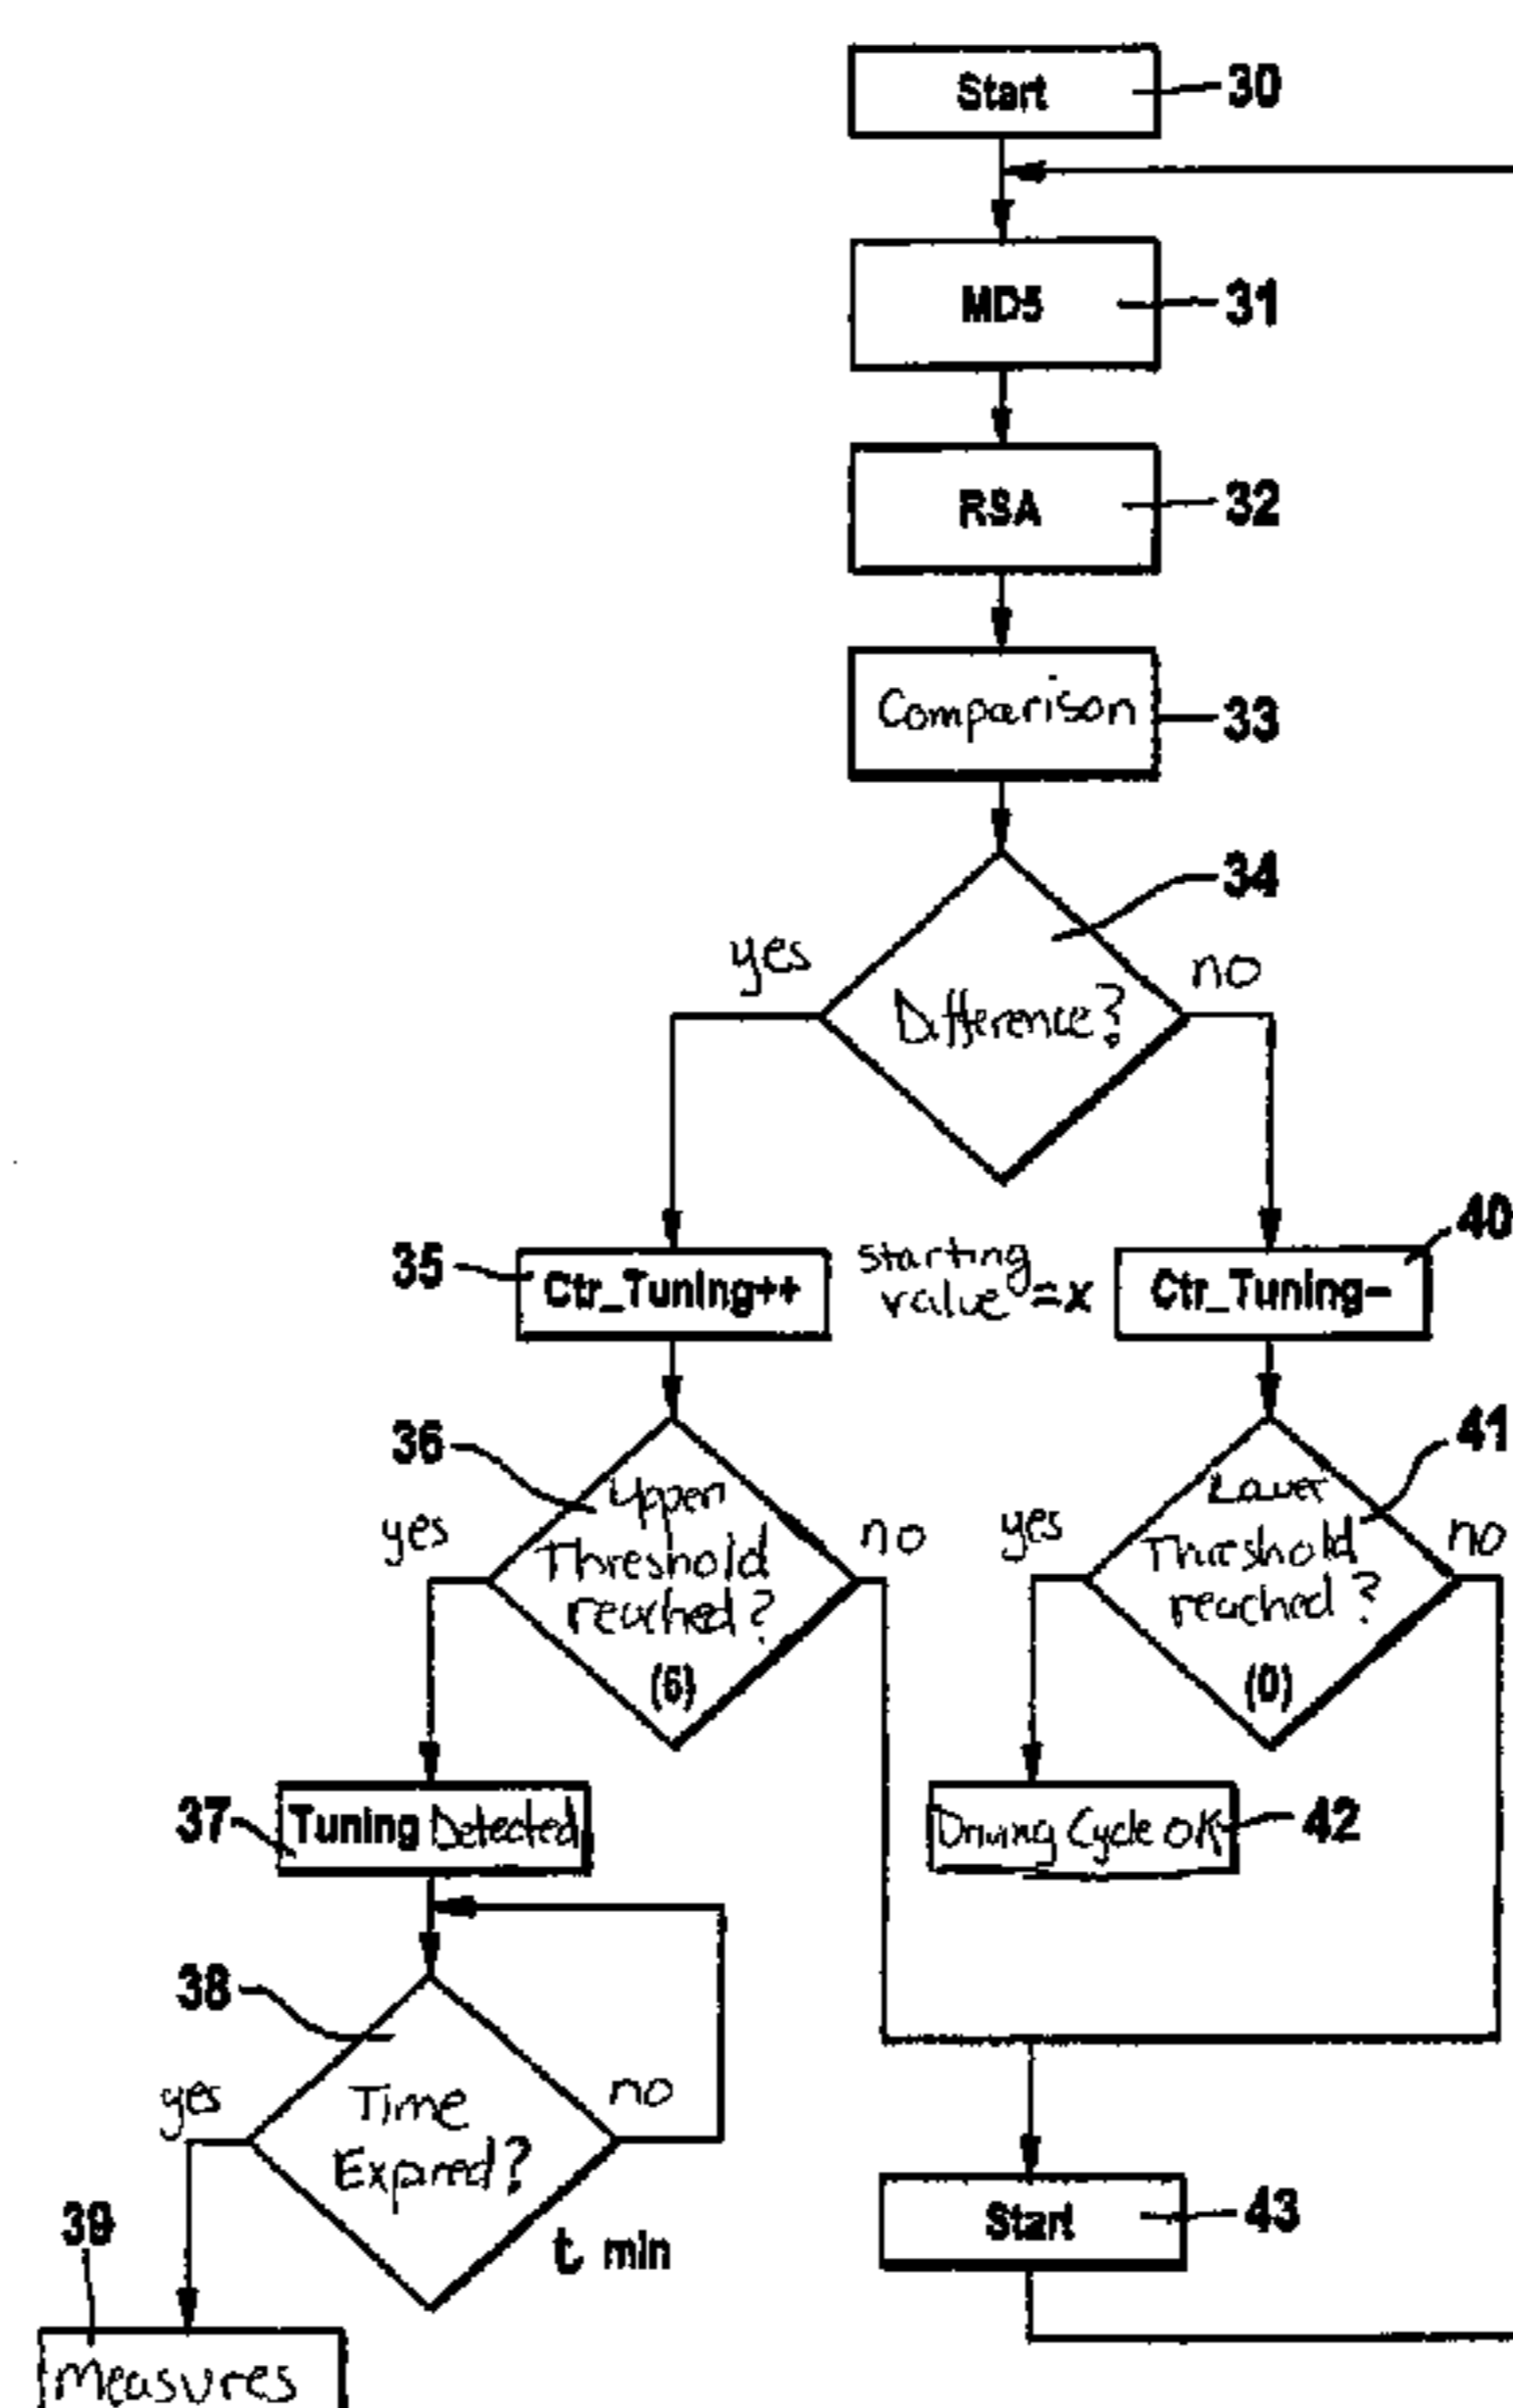 Start
30
MD5
31
RSA
32
Comparison
33
34
yes
no
Difference?
35
Ctr_Tuning++
starting
value =x
Ctr_Tuning–
40
36
Upper
Threshold
reached?
(6)
yes
no
41
Lower
Threshold
reached?
(0)
yes
no
37
Tuning Detected
Driving Cycle OK
42
38
yes
Time
Expired?
no
t min
39
Measures
Start
43